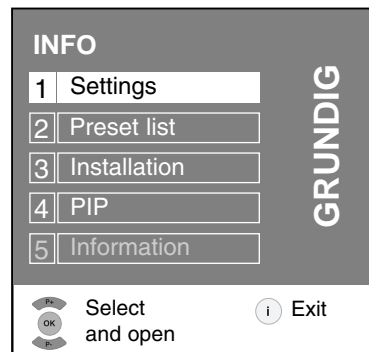 INFO
1 Settings
2 Preset list
3 Installation
4 PIP
5 Information
GRUNDIG
P+
OK
P-
Select
and open
i Exit